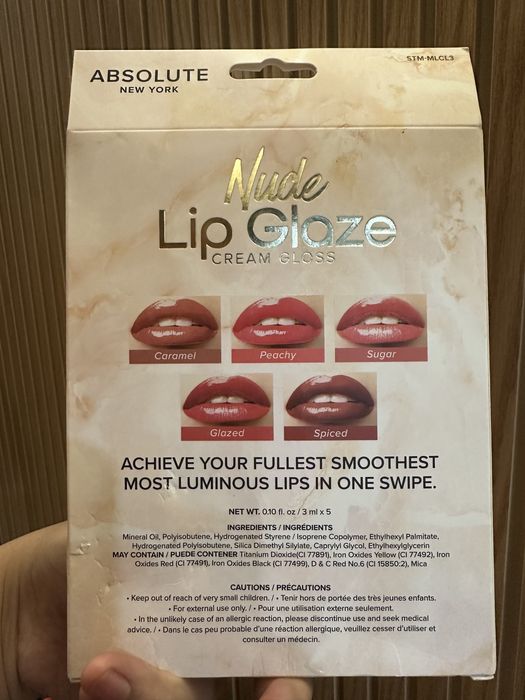 STM-MLCL3
ABSOLUTE
NEW YORK
Nude
Lip Glaze
CREAM GLOSS
Caramel
Peachy
Sugar
Glazed
Spiced
ACHIEVE YOUR FULLEST SMOOTHEST
MOST LUMINOUS LIPS IN ONE SWIPE.
NET WT. 0.10 fl. oz / 3 ml x 5
INGREDIENTS / INGRÉDIENTS
Mineral Oil, Polyisobutene, Hydrogenated Styrene / Isoprene Copolymer, Ethylhexyl Palmitate,
Hydrogenated Polyisobutene, Silica Dimethyl Silylate, Caprylyl Glycol, Ethylhexylglycerin
MAY CONTAIN / PUEDE CONTENER Titanium Dioxide(CI 77891), Iron Oxides Yellow (CI 77492), Iron
Oxides Red (CI 77491), Iron Oxides Black (CI 77499), D & C Red No.6 (CI 15850:2), Mica
CAUTIONS / PRÉCAUTIONS
• Keep out of reach of very small children. / • Tenir hors de portée des très jeunes enfants.
• For external use only. / • Pour une utilisation externe seulement.
• In the unlikely case of an allergic reaction, please discontinue use and seek medical
advice. / • Dans le cas peu probable d'une réaction allergique, veuillez cesser d'utiliser et
consulter un médecin.